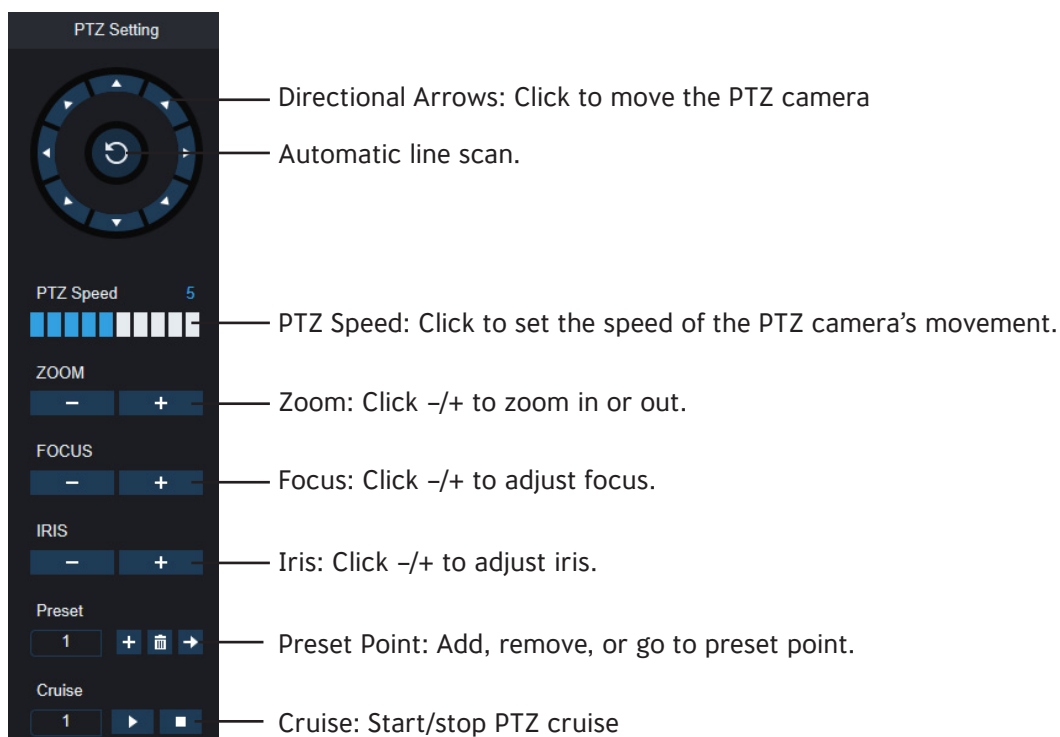 PTZ Setting
Directional Arrows: Click to move the PTZ camera
Automatic line scan.
PTZ Speed 5
PTZ Speed: Click to set the speed of the PTZ camera’s movement.
ZOOM
– +
Zoom: Click –/+ to zoom in or out.
FOCUS
– +
Focus: Click –/+ to adjust focus.
IRIS
– +
Iris: Click –/+ to adjust iris.
Preset
1 +
Preset Point: Add, remove, or go to preset point.
Cruise
1
Cruise: Start/stop PTZ cruise